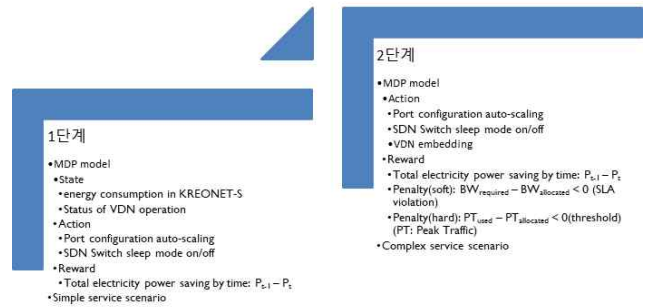 1단계
•MDP model
•State
•energy consumption in KREONET-S
•Status of VDN operation
•Action
•Port configuration auto-scaling
•SDN Switch sleep mode on/off
•Reward
•Total electricity power saving by time: Pₜ₋₁ – Pₜ
•Simple service scenario
2단계
•MDP model
•Action
•Port configuration auto-scaling
•SDN Switch sleep mode on/off
•VDN embedding
•Reward
•Total electricity power saving by time: Pₜ₋₁ – Pₜ
•Penalty(soft): BWrequired – BWallocated < 0 (SLA
violation)
•Penalty(hard): PTused – PTallocated < 0(threshold)
(PT: Peak Traffic)
•Complex service scenario